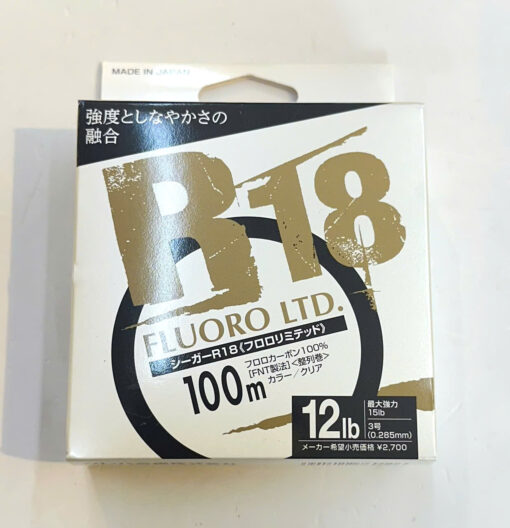 MADE IN JAPAN
強度としなやかさの
融合
R18
FLUORO LTD.
シーガーR18《フロロリミテッド》
100m
フロロカーボン100%
[FNT製法]<整列巻>
カラー／クリア
12lb
最大強力
15lb
3号
(0.285mm)
メーカー希望小売価格 ¥2,700